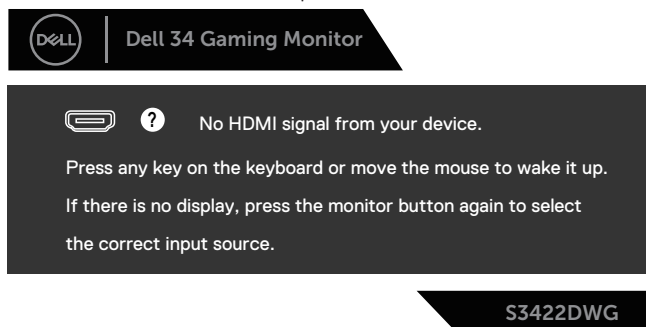 DELL
Dell 34 Gaming Monitor
? No HDMI signal from your device.
Press any key on the keyboard or move the mouse to wake it up.
If there is no display, press the monitor button again to select
the correct input source.
S3422DWG